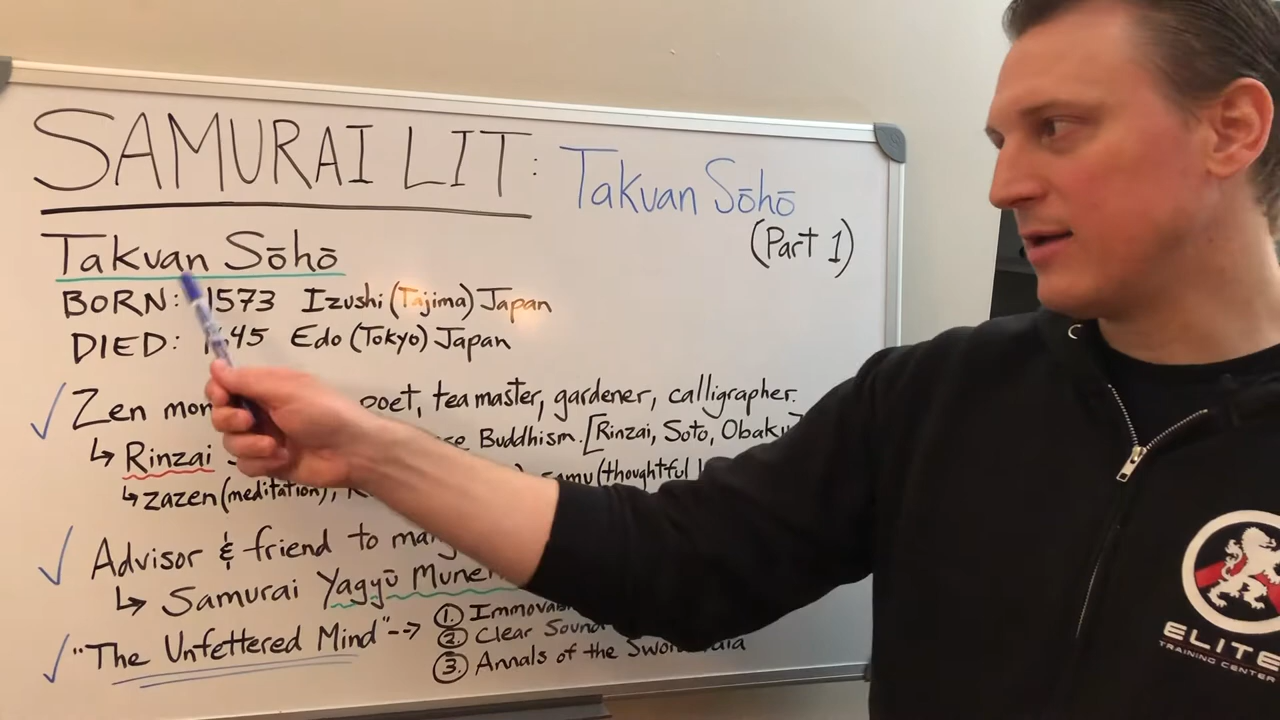 SAMURAI LIT: Takuan Sōhō
(Part 1)
Takuan Sōhō
BORN: 1573 Izushi (Tajima) Japan
DIED: 45 Edo (Tokyo) Japan
Zen poet, tea master, gardener, calligrapher.
↳ Rinzai Buddhism. [Rinzai, Soto, Obaku]
↳ zazen (meditation), samu (thoughtful
Advisor & friend to
↳ Samurai Yagyū
"The Unfettered Mind" --> ① Immovab
② Clear Sound
③ Annals of the Sword
ELITE
TRAINING CENTER